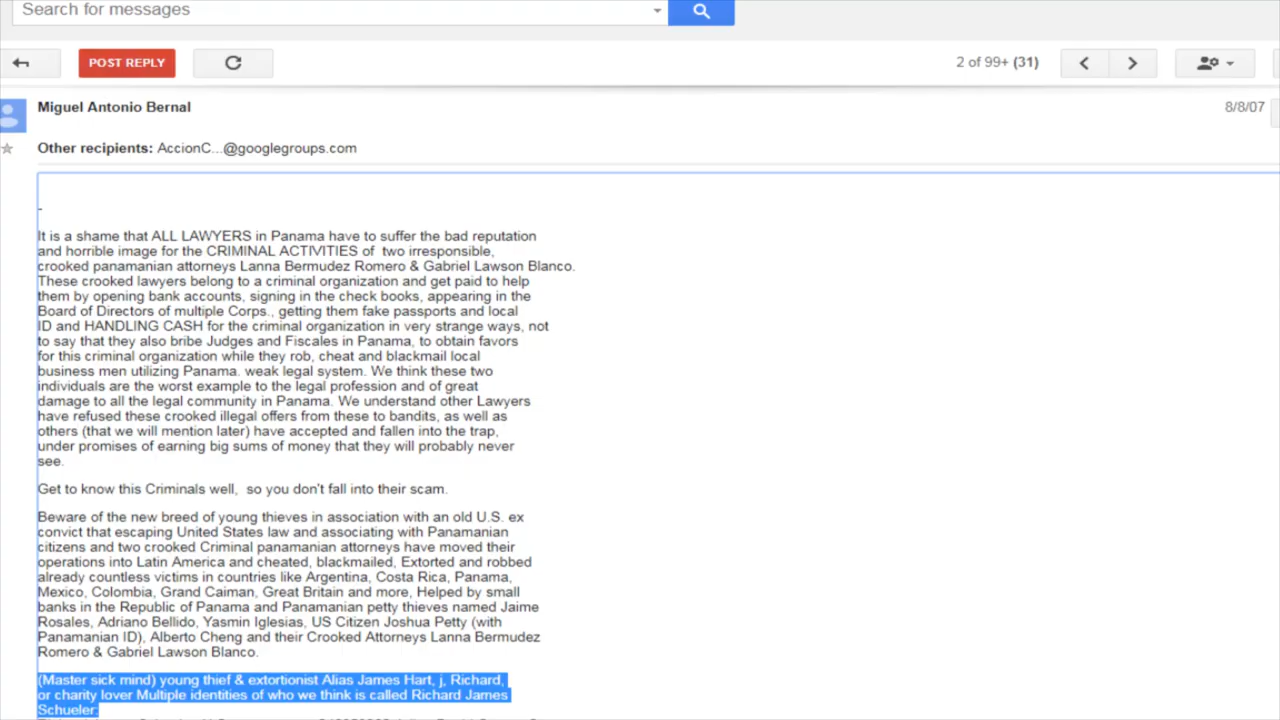 Search for messages
POST REPLY
2 of 99+ (31)
Miguel Antonio Bernal
8/8/07
Other recipients: AccionC...@googlegroups.com
-
It is a shame that ALL LAWYERS in Panama have to suffer the bad reputation
and horrible image for the CRIMINAL ACTIVITIES of  two irresponsible,
crooked panamanian attorneys Lanna Bermudez Romero & Gabriel Lawson Blanco.
These crooked lawyers belong to a criminal organization and get paid to help
them by opening bank accounts, signing in the check books, appearing in the
Board of Directors of multiple Corps., getting them fake passports and local
ID and HANDLING CASH for the criminal organization in very strange ways, not
to say that they also bribe Judges and Fiscales in Panama, to obtain favors
for this criminal organization while they rob, cheat and blackmail local
business men utilizing Panama. weak legal system. We think these two
individuals are the worst example to the legal profession and of great
damage to all the legal community in Panama. We understand other Lawyers
have refused these crooked illegal offers from these to bandits, as well as
others (that we will mention later) have accepted and fallen into the trap,
under promises of earning big sums of money that they will probably never
see.
Get to know this Criminals well,  so you don't fall into their scam.
Beware of the new breed of young thieves in association with an old U.S. ex
convict that escaping United States law and associating with Panamanian
citizens and two crooked Criminal panamanian attorneys have moved their
operations into Latin America and cheated, blackmailed, Extorted and robbed
already countless victims in countries like Argentina, Costa Rica, Panama,
Mexico, Colombia, Grand Caiman, Great Britain and more, Helped by small
banks in the Republic of Panama and Panamanian petty thieves named Jaime
Rosales, Adriano Bellido, Yasmin Iglesias, US Citizen Joshua Petty (with
Panamanian ID), Alberto Cheng and their Crooked Attorneys Lanna Bermudez
Romero & Gabriel Lawson Blanco.
(Master sick mind) young thief & extortionist Alias James Hart, j, Richard,
or charity lover Multiple identities of who we think is called Richard James
Schueler: